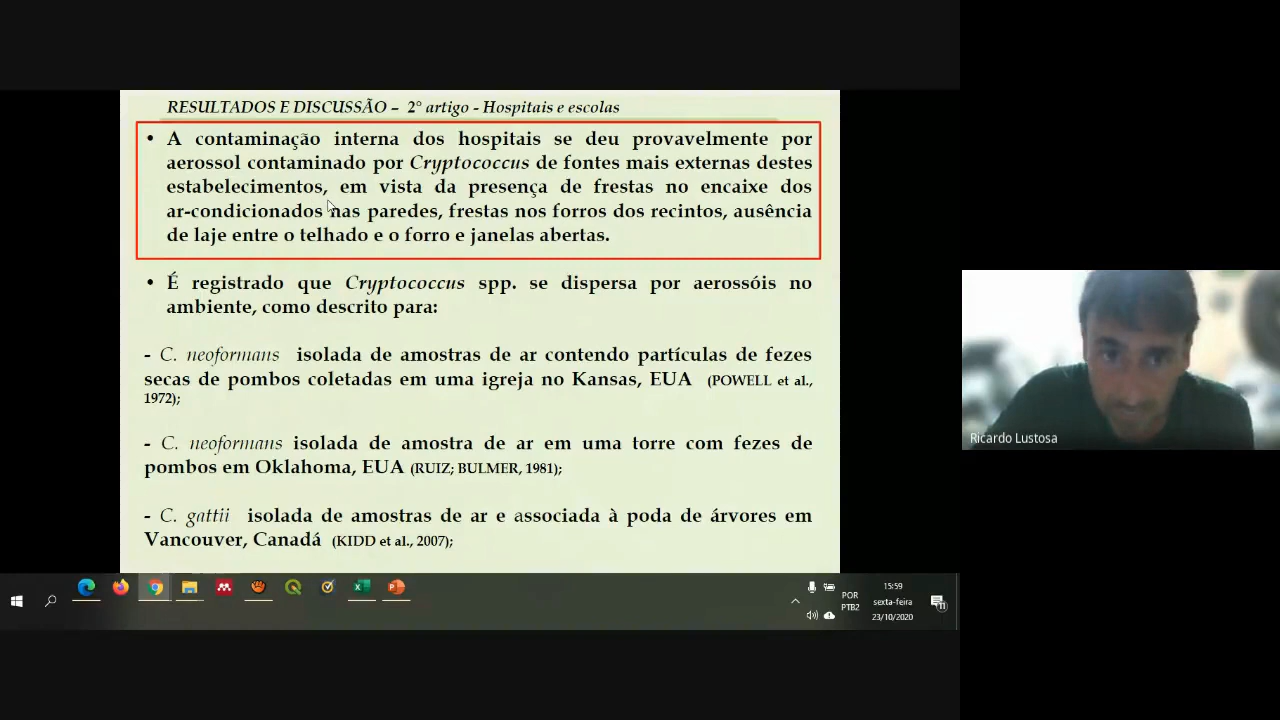 RESULTADOS E DISCUSSÃO – 2° artigo - Hospitais e escolas
• A contaminação interna dos hospitais se deu provavelmente por
aerossol contaminado por Cryptococcus de fontes mais externas destes
estabelecimentos, em vista da presença de frestas no encaixe dos
ar-condicionados nas paredes, frestas nos forros dos recintos, ausência
de laje entre o telhado e o forro e janelas abertas.
• É registrado que Cryptococcus spp. se dispersa por aerossóis no
ambiente, como descrito para:
- C. neoformans isolada de amostras de ar contendo partículas de fezes
secas de pombos coletadas em uma igreja no Kansas, EUA (POWELL et al.,
1972);
- C. neoformans isolada de amostra de ar em uma torre com fezes de
pombos em Oklahoma, EUA (RUIZ; BULMER, 1981);
- C. gattii isolada de amostras de ar e associada à poda de árvores em
Vancouver, Canadá (KIDD et al., 2007);
Ricardo Lustosa
POR
PTB2
15:59
sexta-feira
23/10/2020
11